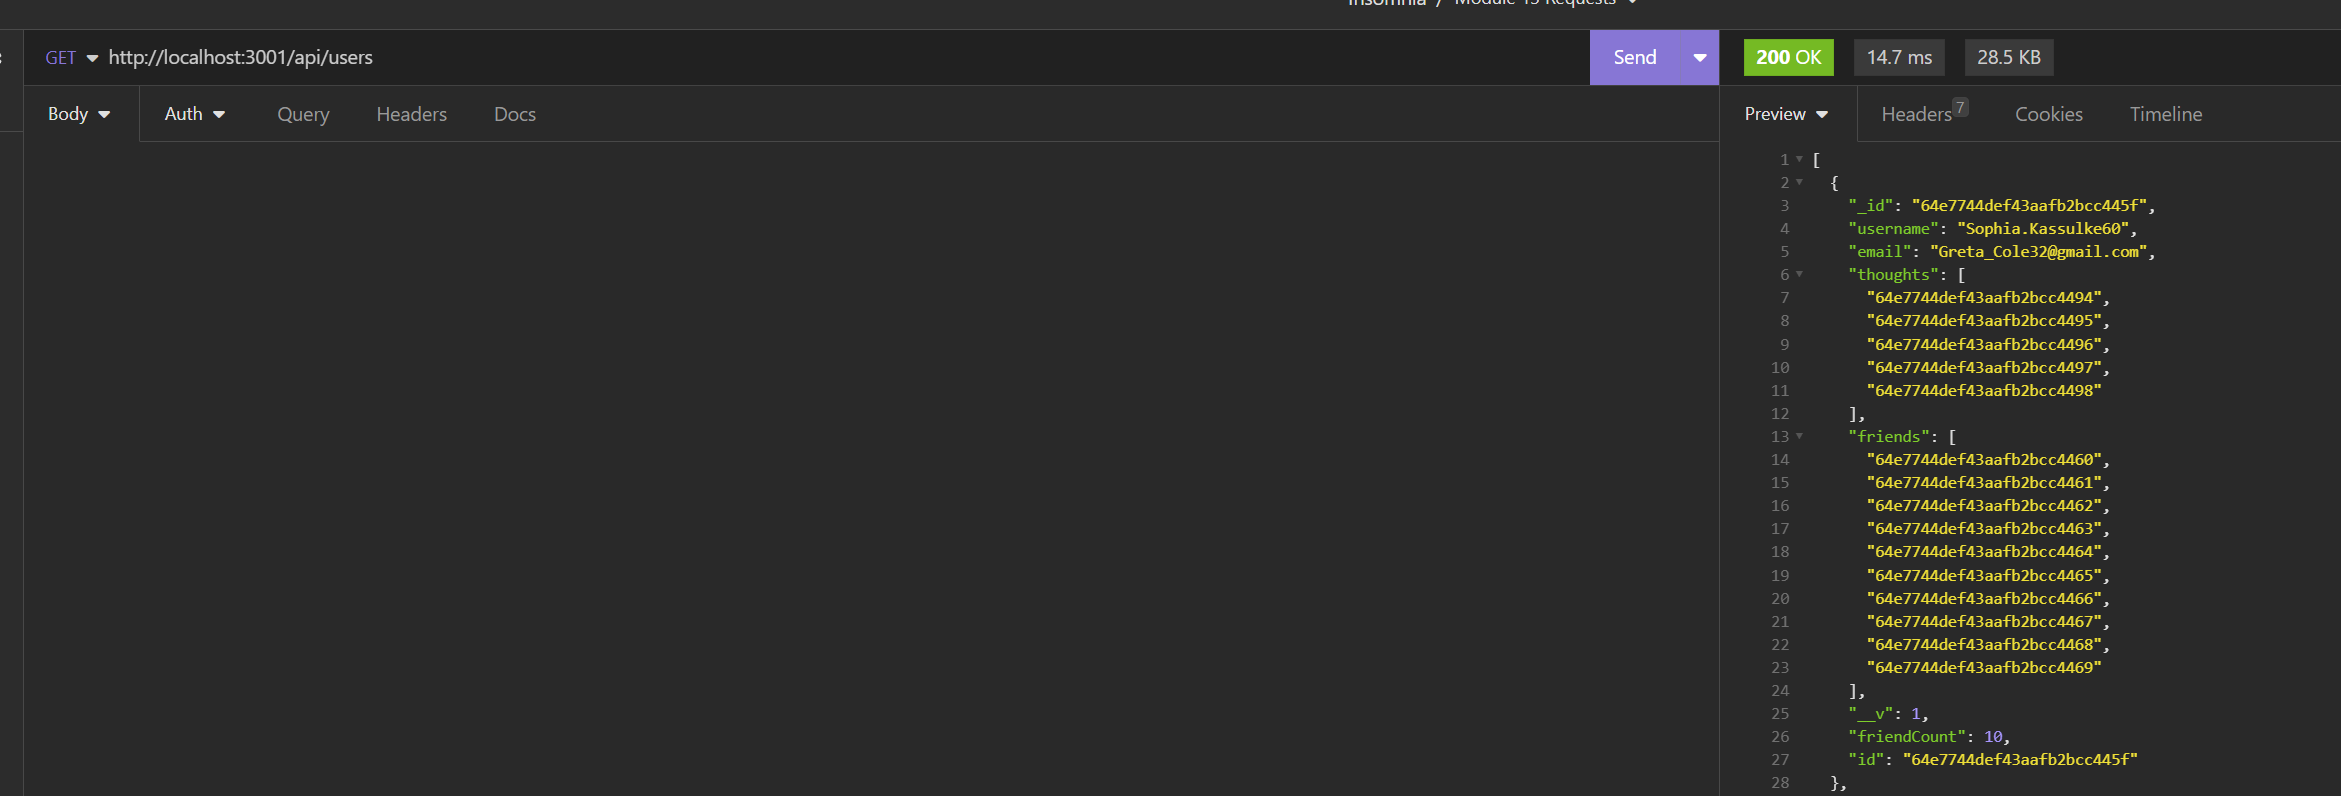 Insomnia / Module 15 Requests
GET http://localhost:3001/api/users Send 200 OK 14.7 ms 28.5 KB
Body Auth Query Headers Docs Preview Headers 7 Cookies Timeline
1 [
2 {
3 "_id": "64e7744def43aafb2bcc445f",
4 "username": "Sophia.Kassulke60",
5 "email": "Greta_Cole32@gmail.com",
6 "thoughts": [
7 "64e7744def43aafb2bcc4494",
8 "64e7744def43aafb2bcc4495",
9 "64e7744def43aafb2bcc4496",
10 "64e7744def43aafb2bcc4497",
11 "64e7744def43aafb2bcc4498"
12 ],
13 "friends": [
14 "64e7744def43aafb2bcc4460",
15 "64e7744def43aafb2bcc4461",
16 "64e7744def43aafb2bcc4462",
17 "64e7744def43aafb2bcc4463",
18 "64e7744def43aafb2bcc4464",
19 "64e7744def43aafb2bcc4465",
20 "64e7744def43aafb2bcc4466",
21 "64e7744def43aafb2bcc4467",
22 "64e7744def43aafb2bcc4468",
23 "64e7744def43aafb2bcc4469"
24 ],
25 "__v": 1,
26 "friendCount": 10,
27 "id": "64e7744def43aafb2bcc445f"
28 },